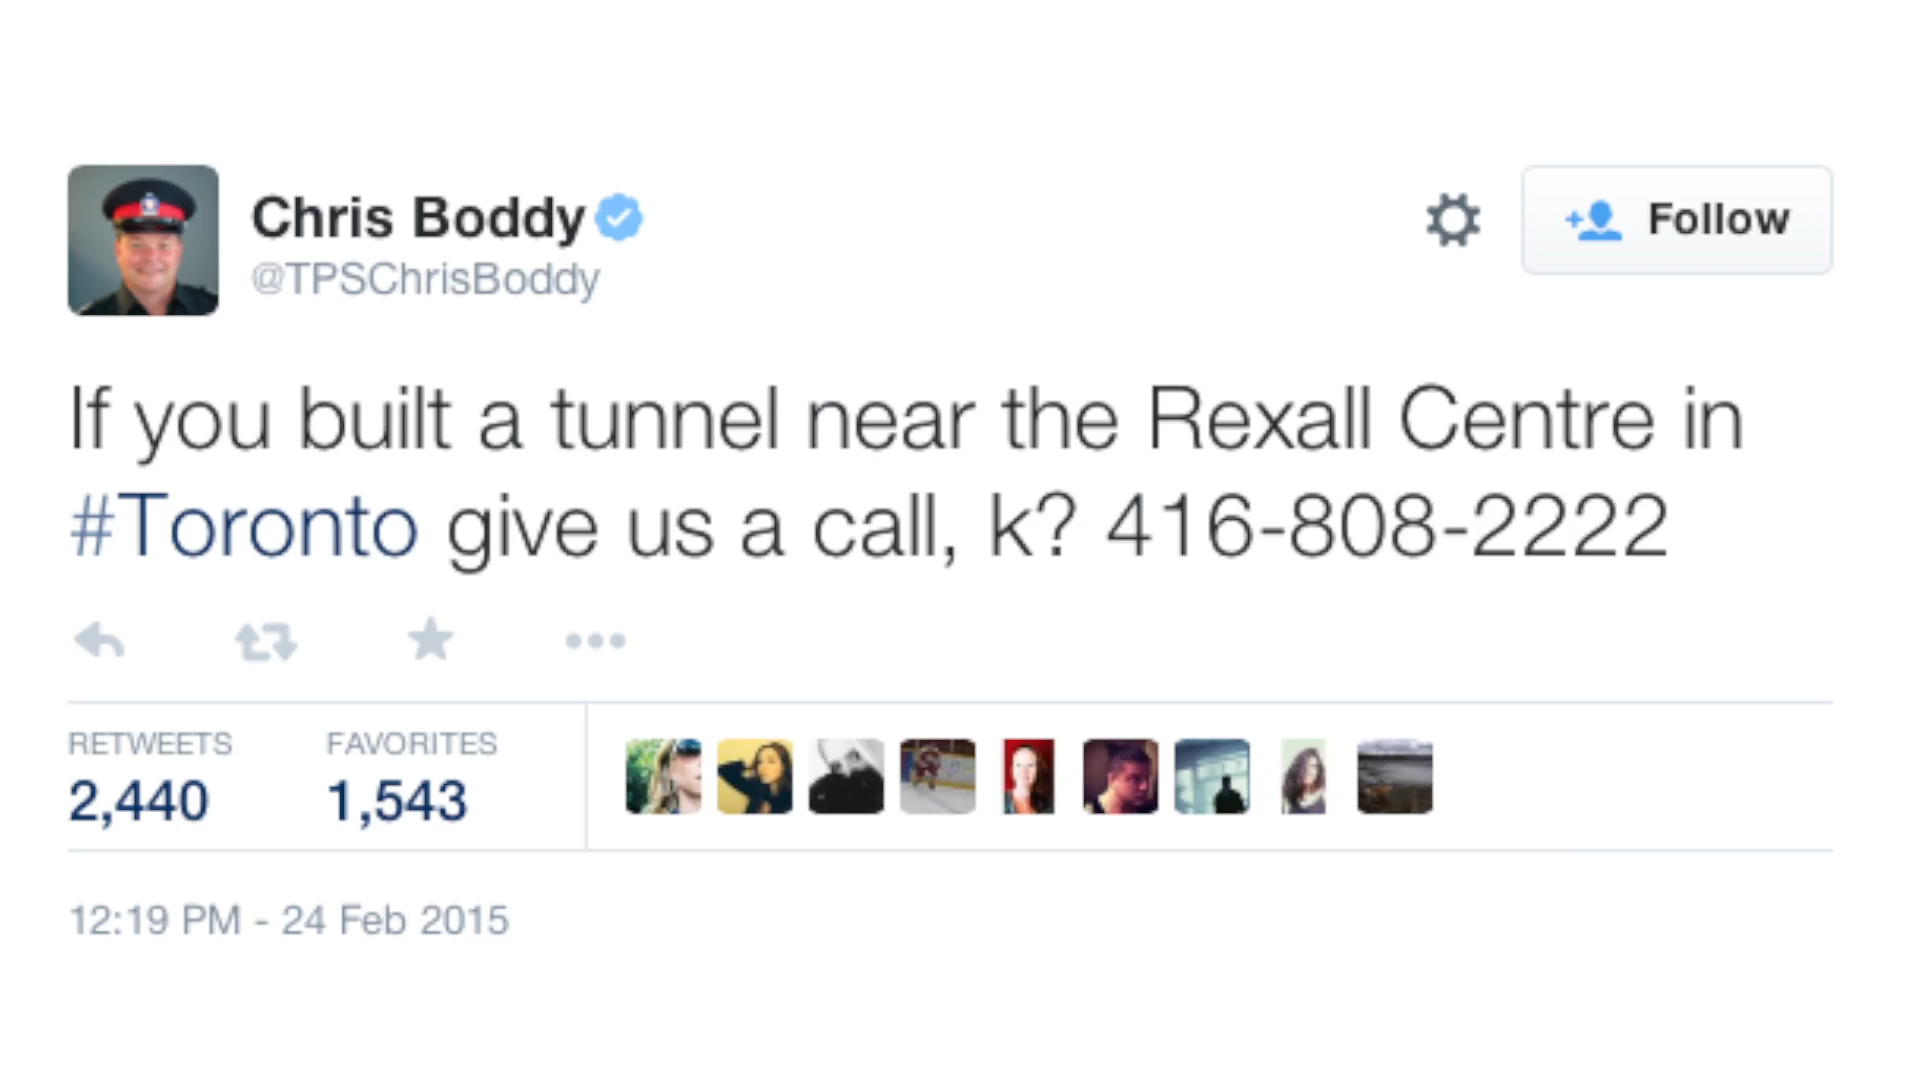 Chris Boddy
@TPSChrisBoddy
Follow
If you built a tunnel near the Rexall Centre in
#Toronto give us a call, k? 416-808-2222
RETWEETS FAVORITES
2,440 1,543
12:19 PM - 24 Feb 2015